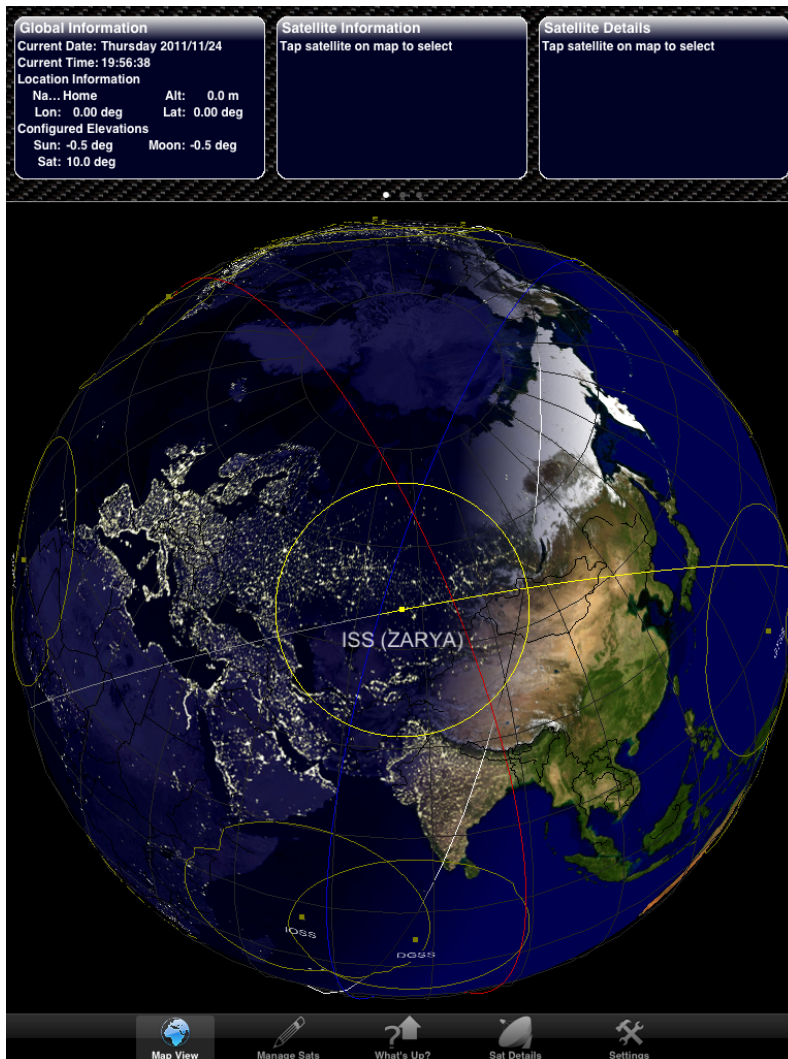 Global Information
Current Date: Thursday 2011/11/24
Current Time: 19:56:38
Location Information
Na... Home Alt: 0.0 m
Lon: 0.00 deg Lat: 0.00 deg
Configured Elevations
Sun: -0.5 deg Moon: -0.5 deg
Sat: 10.0 deg
Satellite Information
Tap satellite on map to select
Satellite Details
Tap satellite on map to select
ISS (ZARYA)
IOSS
DGSS
Map View
Manage Sats
What's Up?
Sat Details
Settings